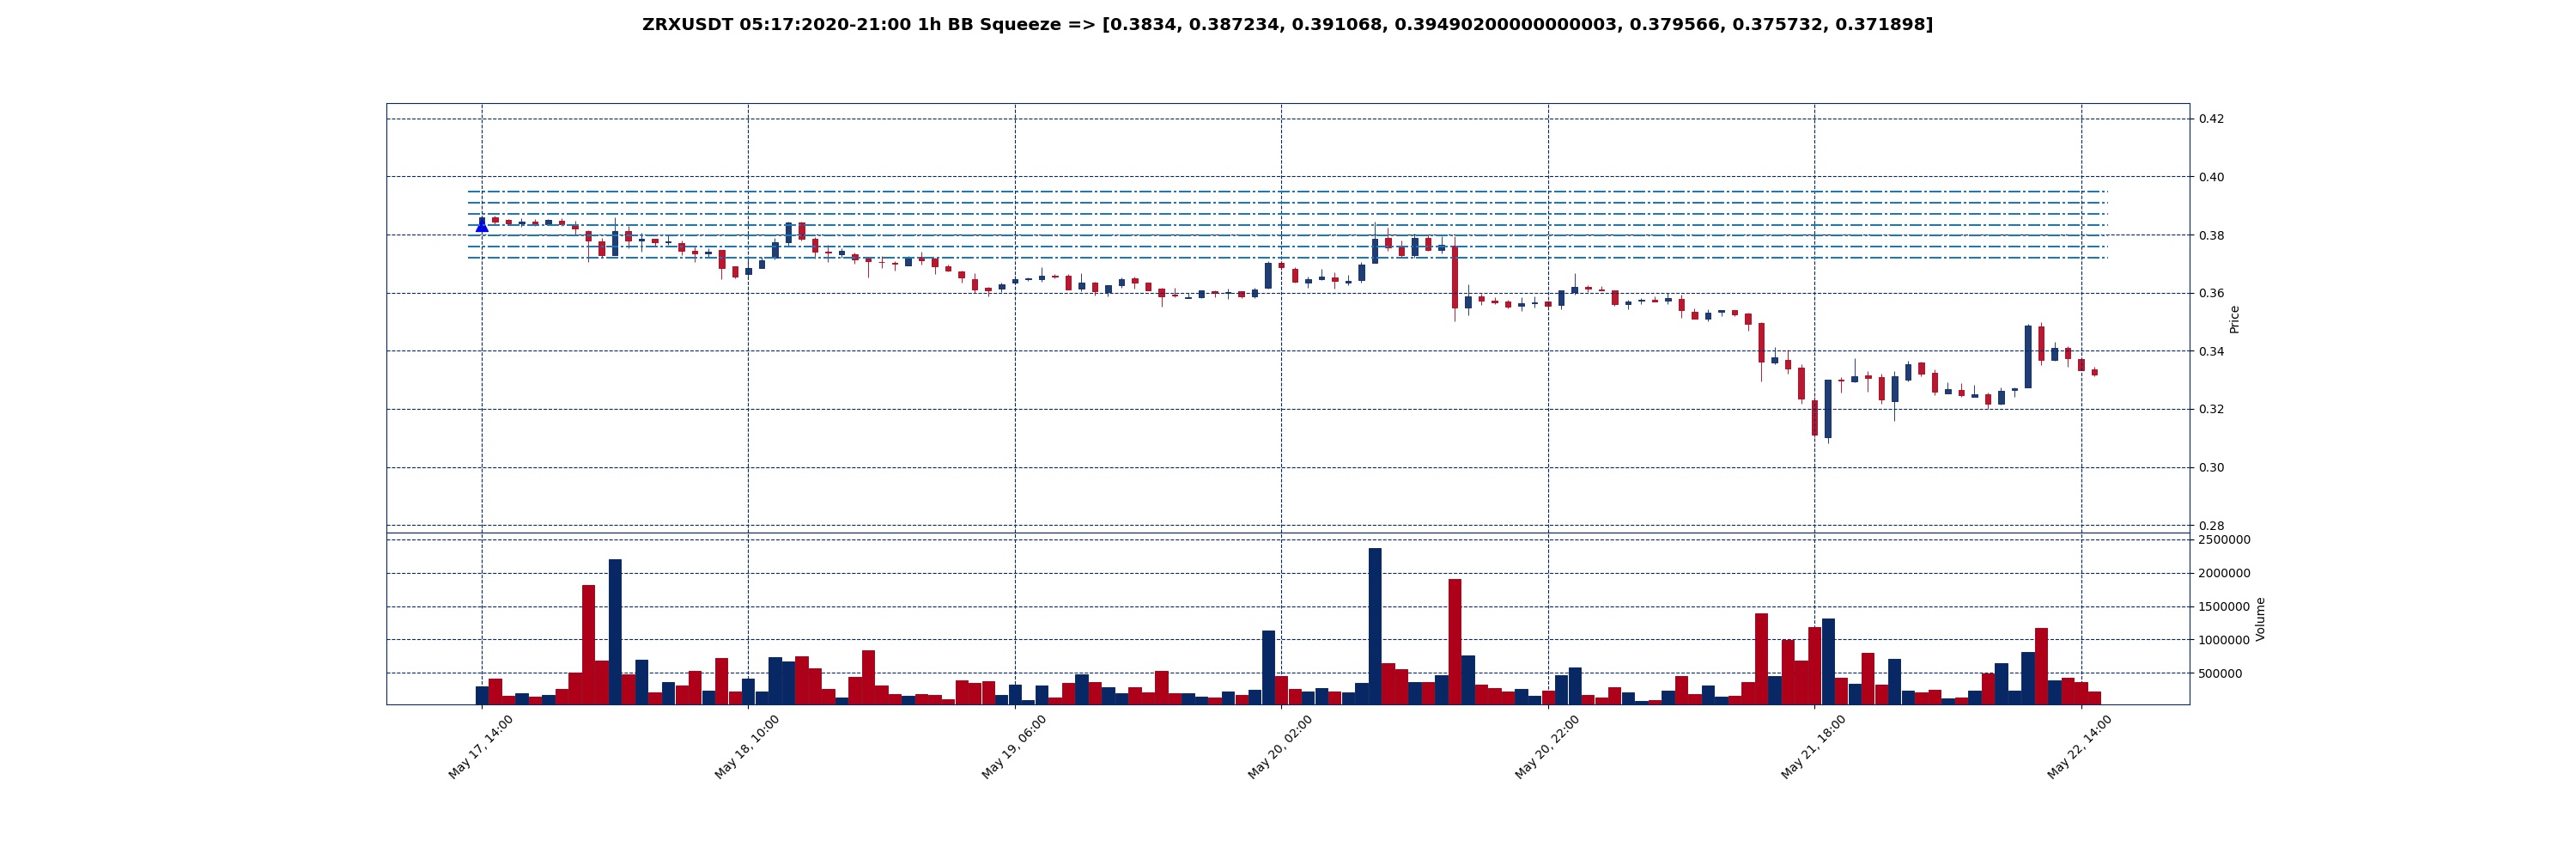 ZRXUSDT 05:17:2020-21:00 1h BB Squeeze => [0.3834, 0.387234, 0.391068, 0.39490200000000003, 0.379566, 0.375732, 0.371898]
0.42
0.40
0.38
0.36
0.34
0.32
0.30
0.28
Price
2500000
2000000
1500000
1000000
500000
Volume
May 17, 14:00
May 18, 10:00
May 19, 06:00
May 20, 02:00
May 20, 22:00
May 21, 18:00
May 22, 14:00